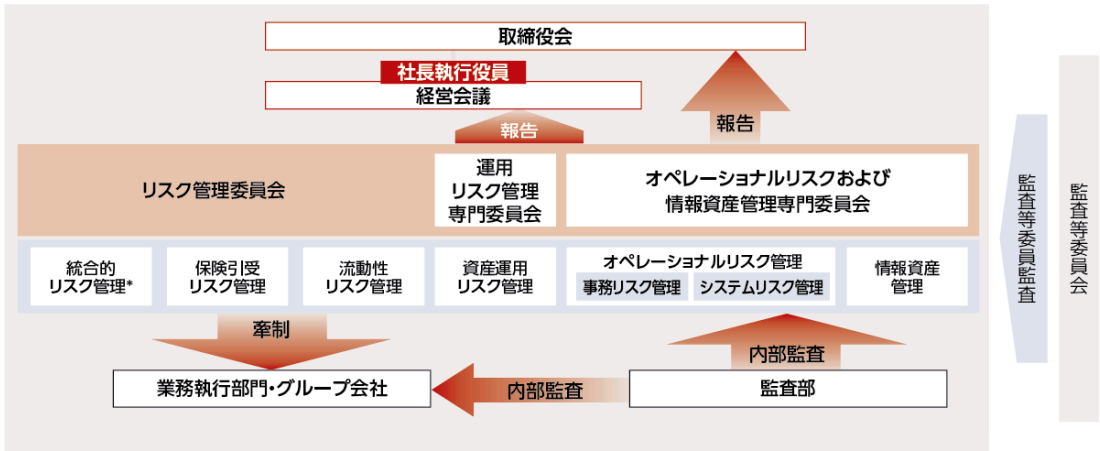 取締役会
社長執行役員
経営会議
報告
報告
リスク管理委員会
運用
リスク管理
専門委員会
オペレーショナルリスクおよび
情報資産管理専門委員会
統合的
リスク管理*
保険引受
リスク管理
流動性
リスク管理
資産運用
リスク管理
オペレーショナルリスク管理
事務リスク管理
システムリスク管理
情報資産
管理
牽制
内部監査
業務執行部門・グループ会社
内部監査
監査部
監査等委員監査
監査等委員会